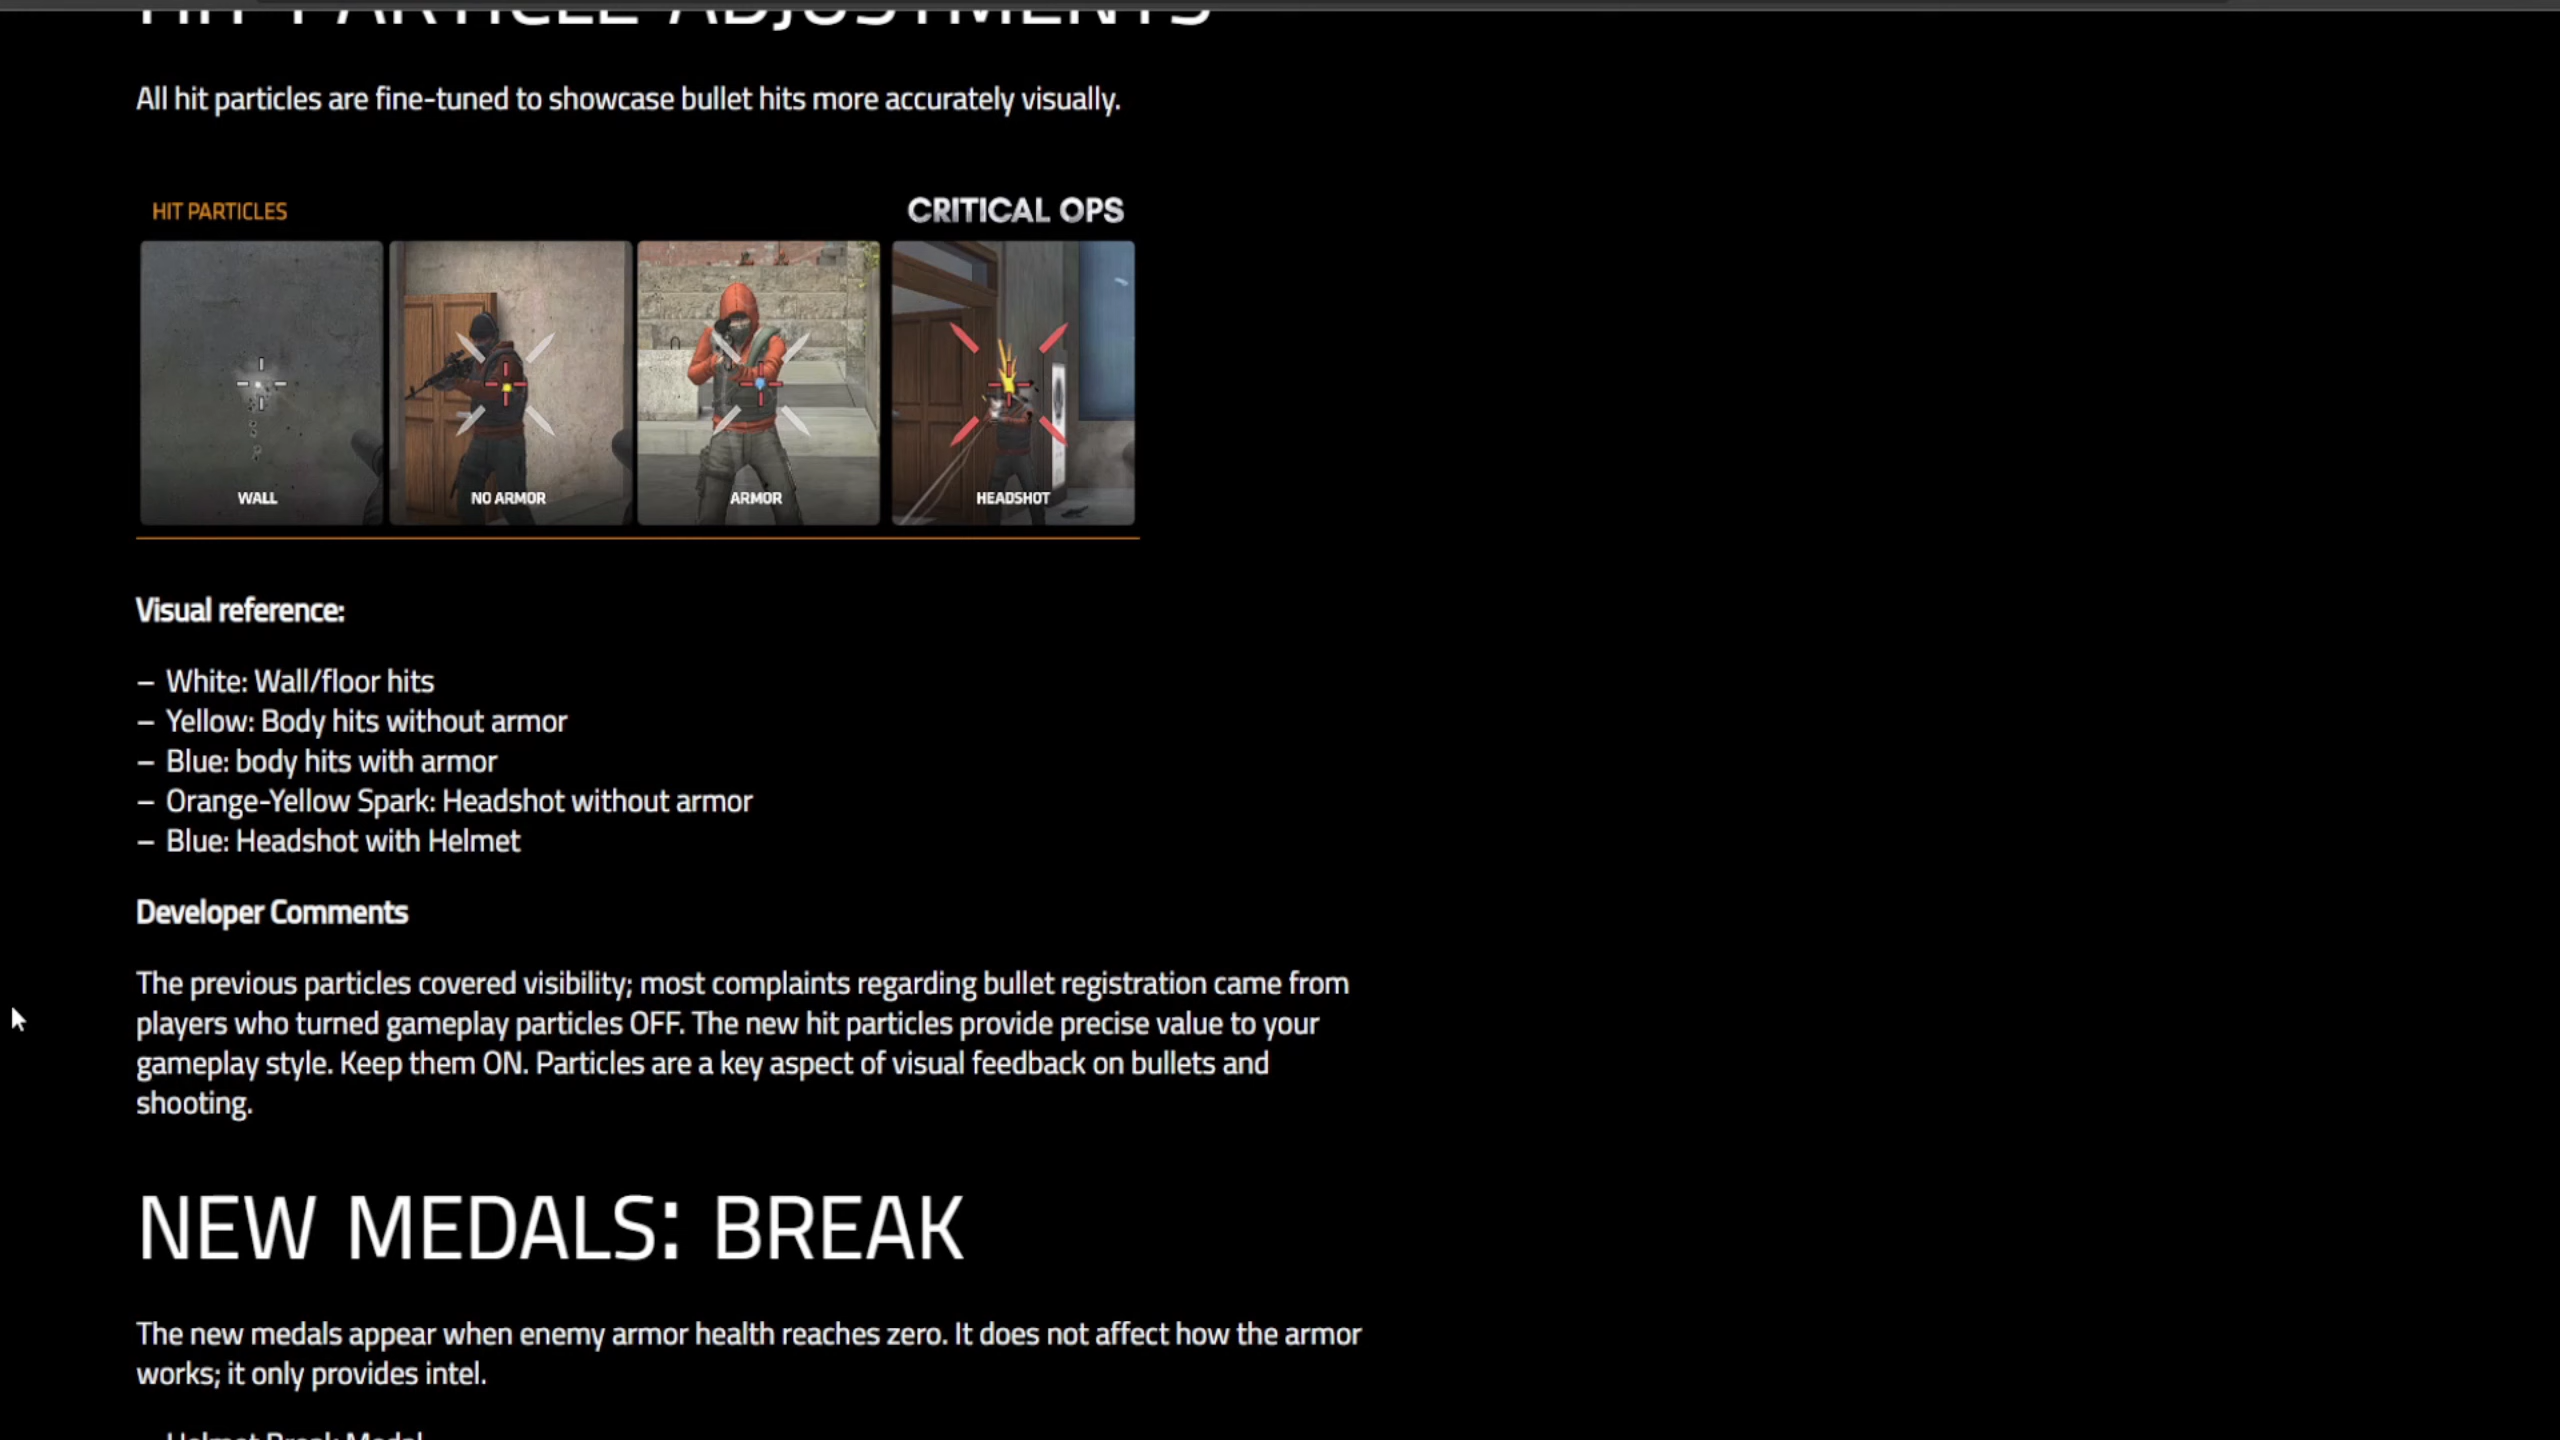 HIT PARTICLE ADJUSTMENTS
All hit particles are fine-tuned to showcase bullet hits more accurately visually.
HIT PARTICLES
CRITICAL OPS
WALL
NO ARMOR
ARMOR
HEADSHOT
Visual reference:
– White: Wall/floor hits
– Yellow: Body hits without armor
– Blue: body hits with armor
– Orange-Yellow Spark: Headshot without armor
– Blue: Headshot with Helmet
Developer Comments
The previous particles covered visibility; most complaints regarding bullet registration came from
players who turned gameplay particles OFF. The new hit particles provide precise value to your
gameplay style. Keep them ON. Particles are a key aspect of visual feedback on bullets and
shooting.
NEW MEDALS: BREAK
The new medals appear when enemy armor health reaches zero. It does not affect how the armor
works; it only provides intel.
– Helmet Break Medal